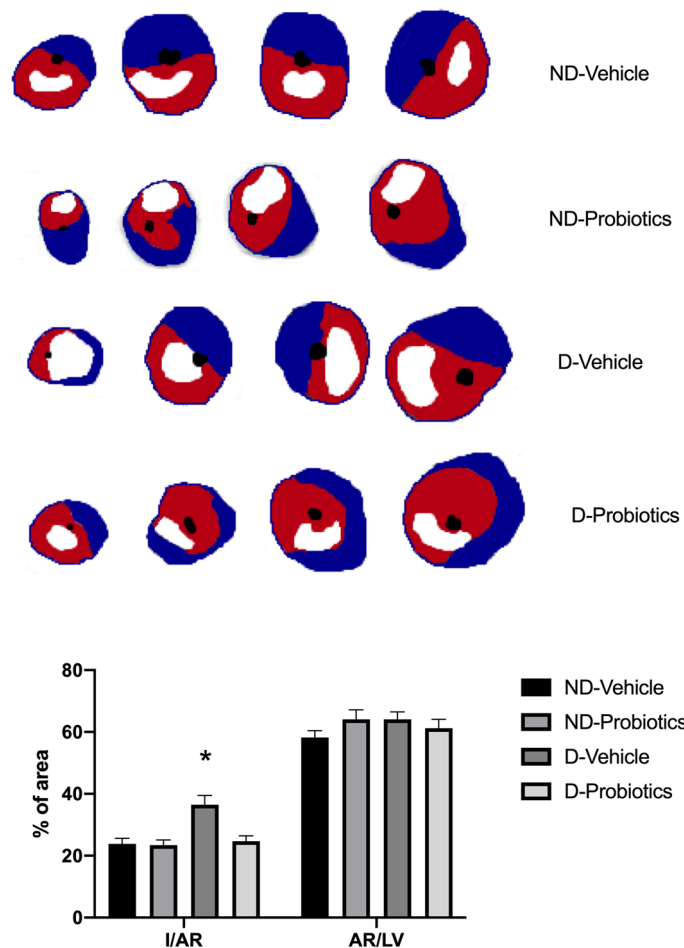 ND-Vehicle
ND-Probiotics
D-Vehicle
D-Probiotics
80
60
40
20
0
% of area
*
I/AR
AR/LV
ND-Vehicle
ND-Probiotics
D-Vehicle
D-Probiotics